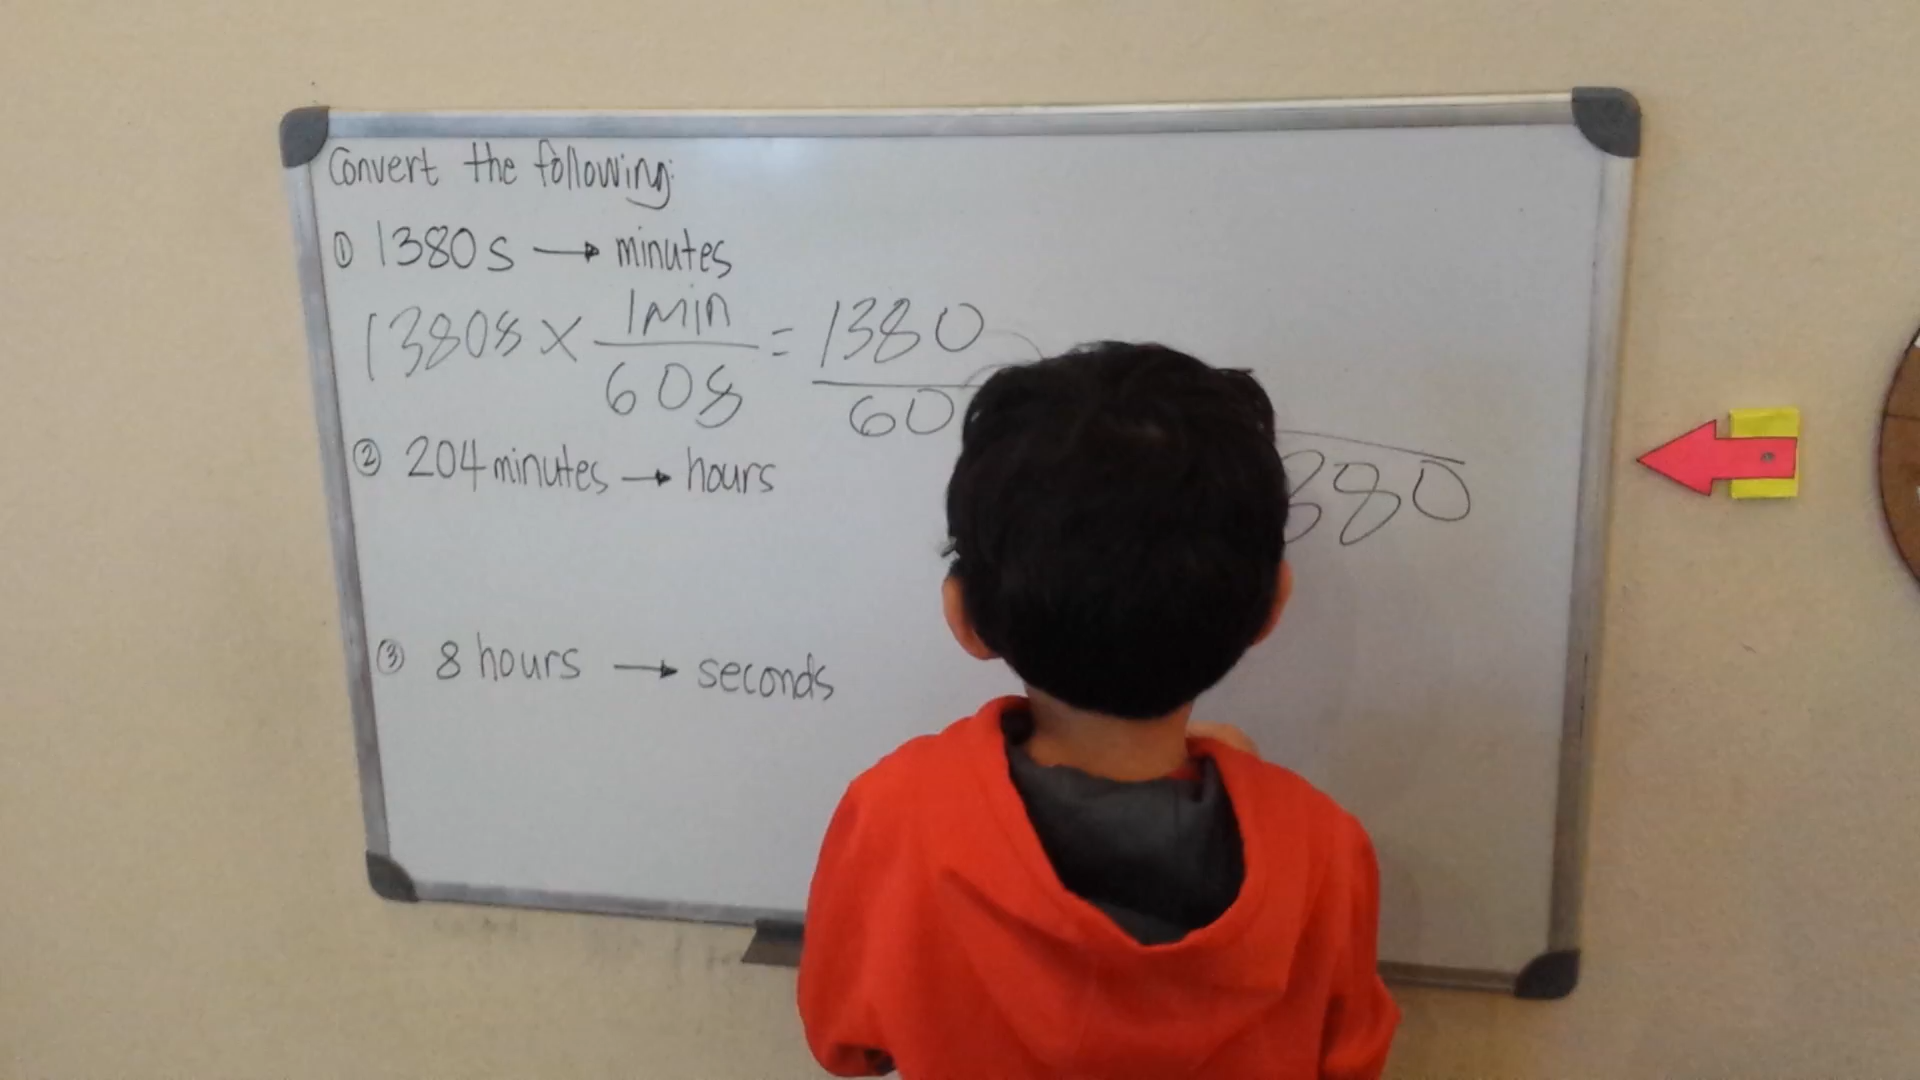 Convert the following:
① 1380s → minutes
1380s × 1min/60s = 1380/60
② 204 minutes → hours
380
③ 8 hours → seconds